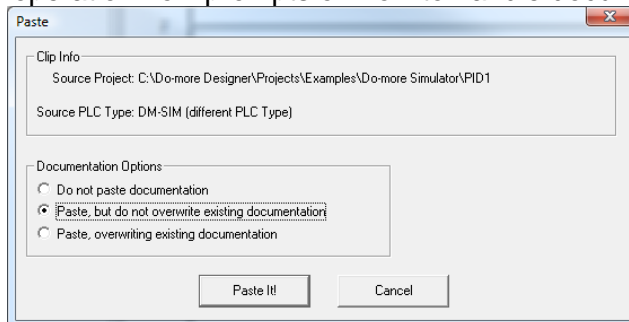 Paste
Clip Info
Source Project: C:\Do-more Designer\Projects\Examples\Do-more Simulator\PID1
Source PLC Type: DM-SIM (different PLC Type)
Documentation Options
Do not paste documentation
Paste, but do not overwrite existing documentation
Paste, overwriting existing documentation
Paste It! Cancel